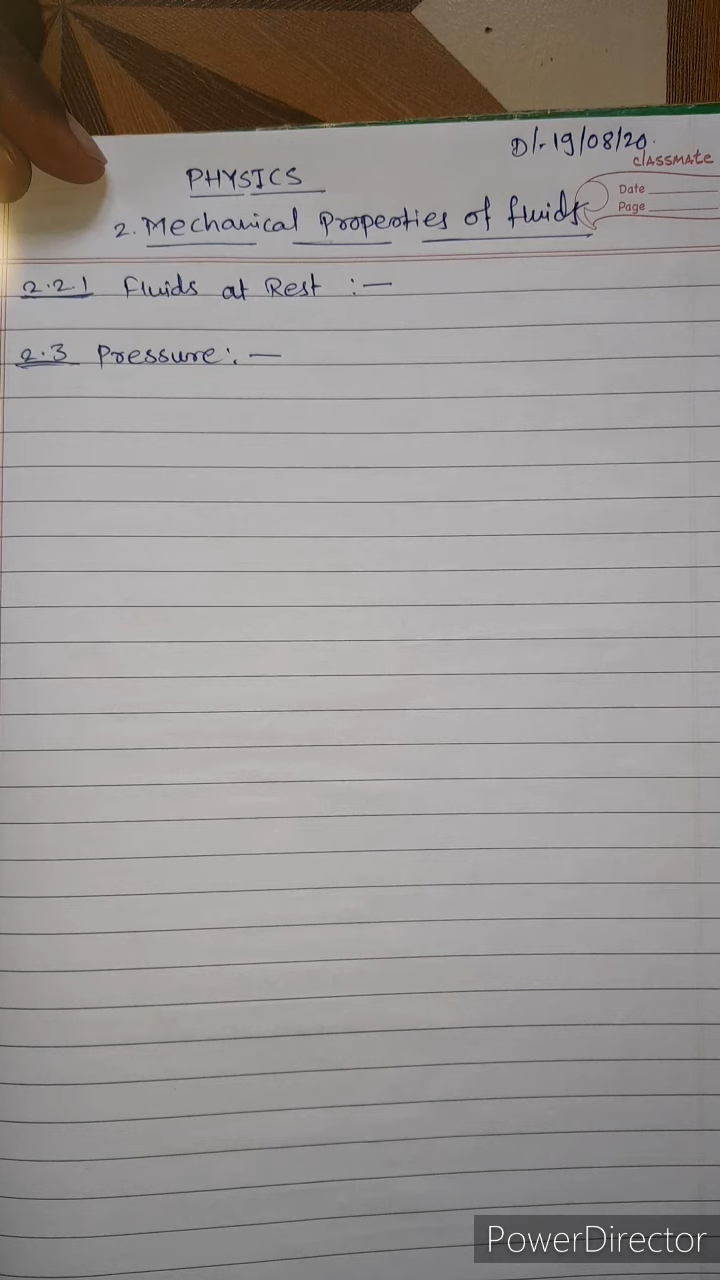 D/- 19/08/20.
classmate
PHYSICS
Date
Page
2. Mechanical Properties of fluids
2.2.1 Fluids at Rest :-
2.3 Pressure :-
PowerDirector